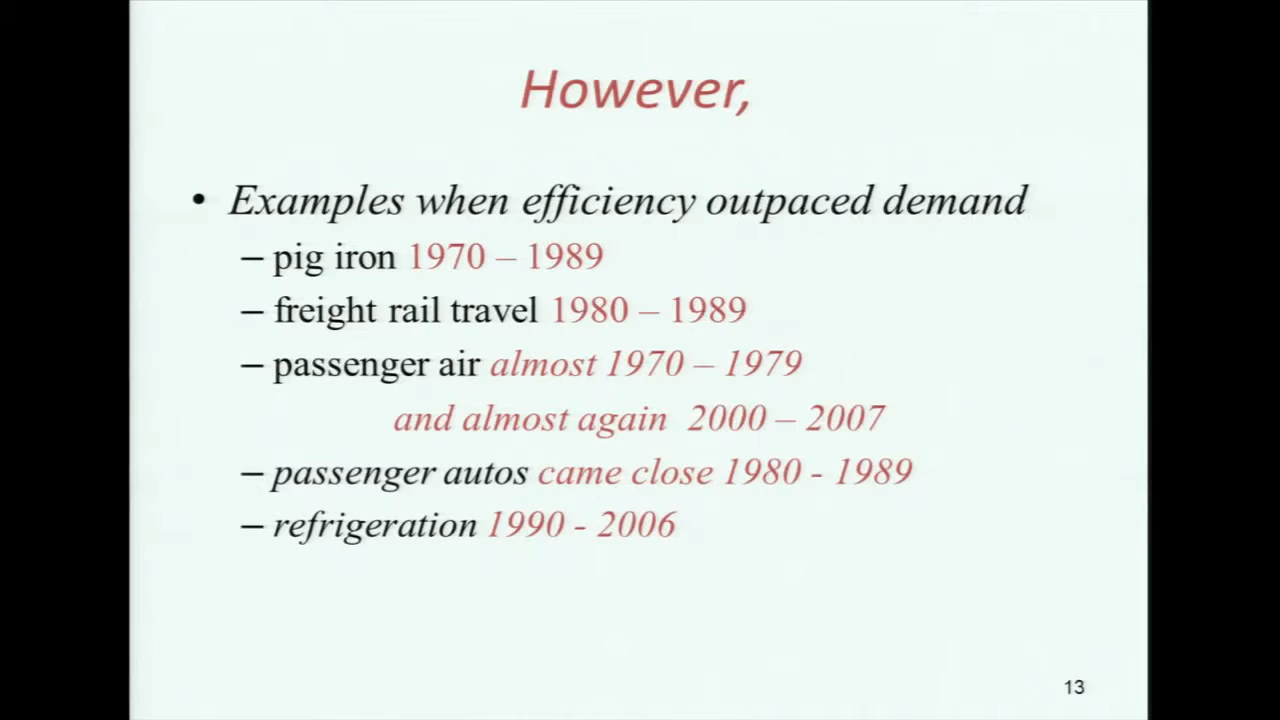 However,
• Examples when efficiency outpaced demand
– pig iron 1970 – 1989
– freight rail travel 1980 – 1989
– passenger air almost 1970 – 1979
and almost again 2000 – 2007
– passenger autos came close 1980 - 1989
– refrigeration 1990 - 2006
13